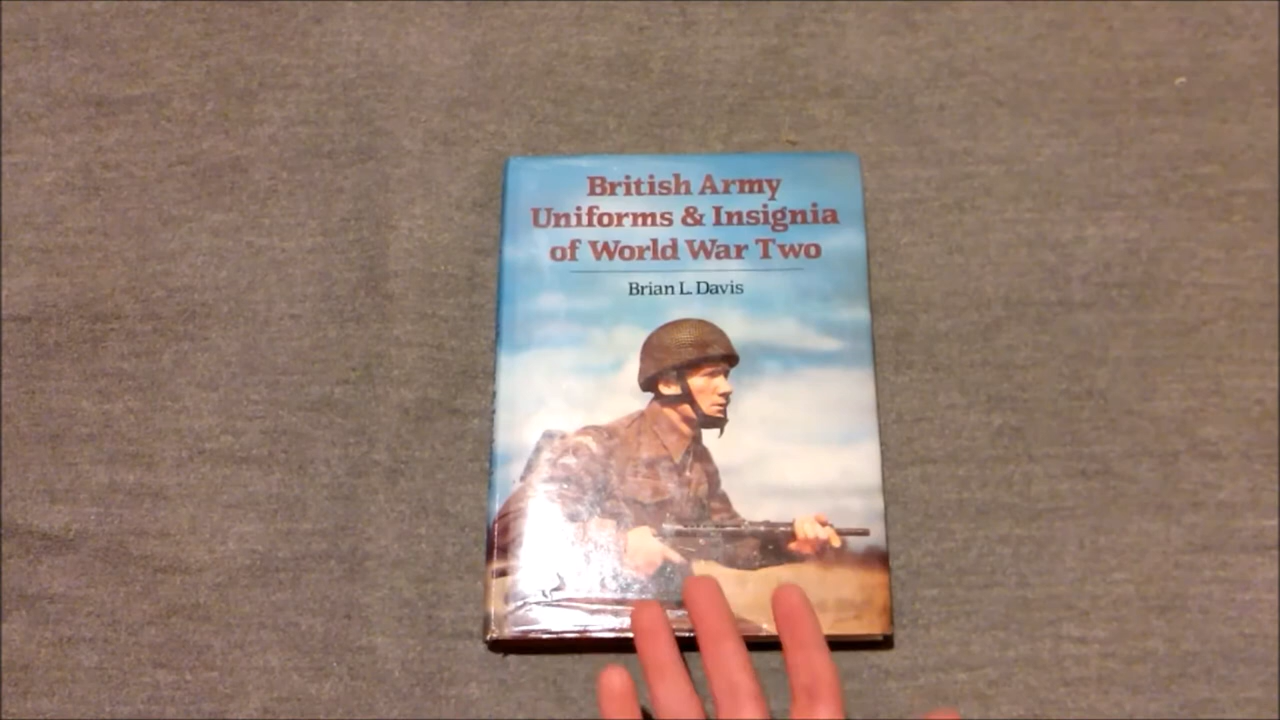 British Army
Uniforms & Insignia
of World War Two
Brian L. Davis